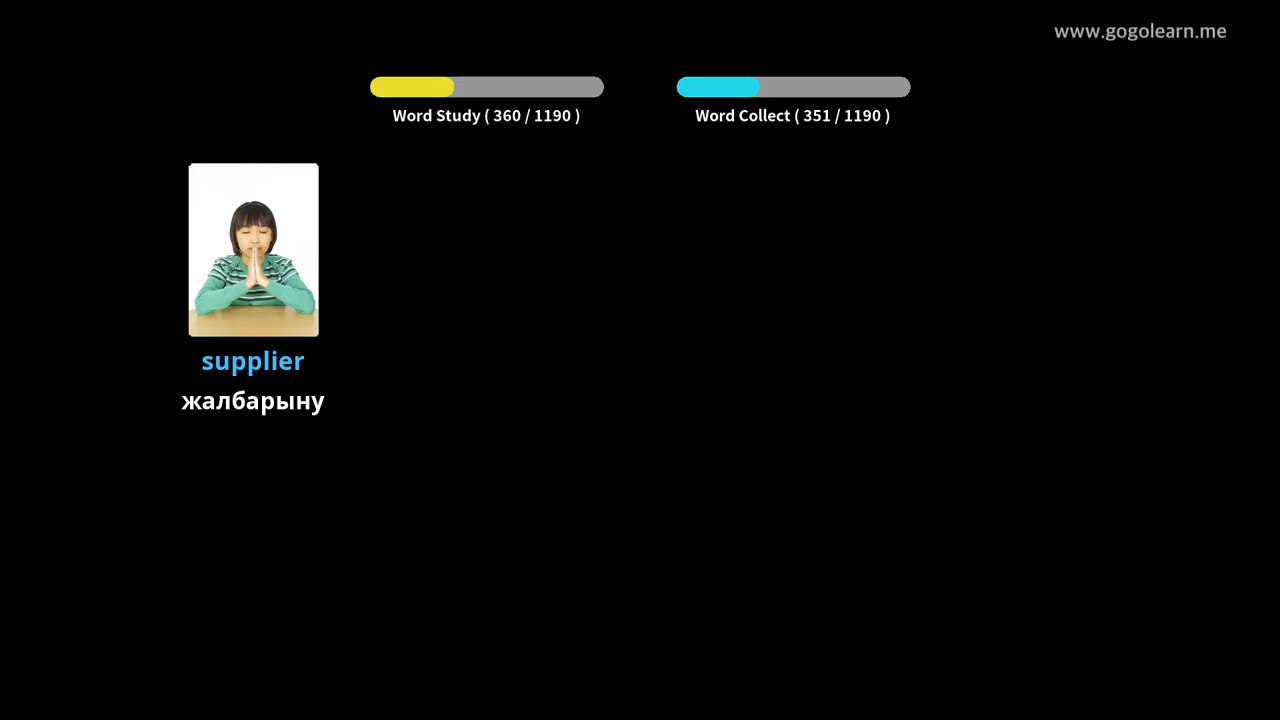 www.gogolearn.me
Word Study ( 360 / 1190 )
Word Collect ( 351 / 1190 )
supplier
жалбарыну